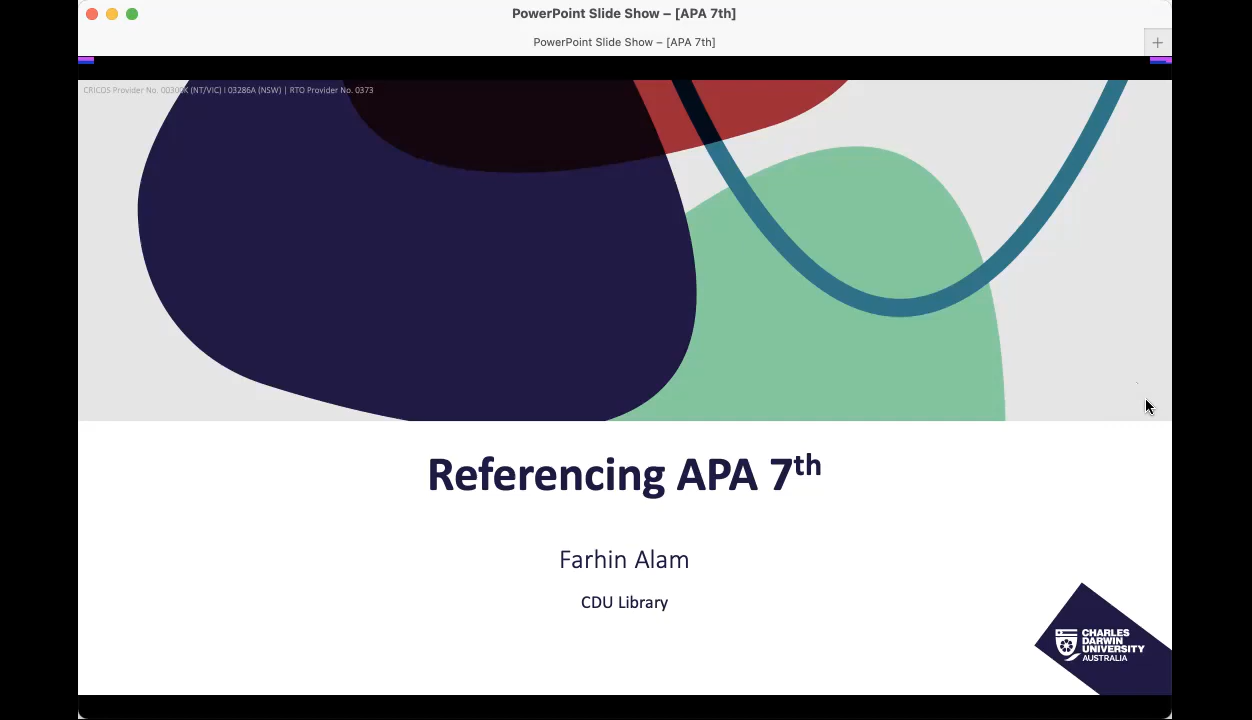 PowerPoint Slide Show – [APA 7th]
PowerPoint Slide Show – [APA 7th]
CRICOS Provider No. 00300K (NT/VIC) I 03286A (NSW) | RTO Provider No. 0373
Referencing APA 7th
Farhin Alam
CDU Library
CHARLES
DARWIN
UNIVERSITY
AUSTRALIA